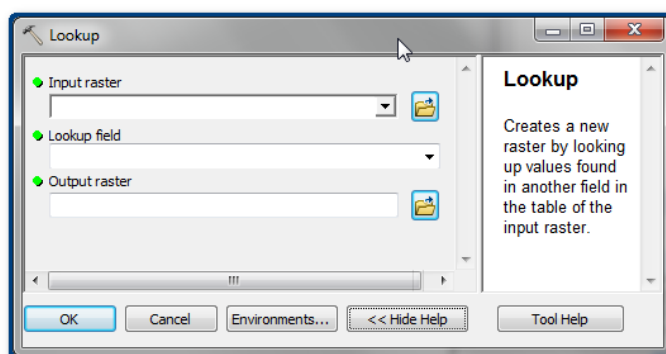 Lookup
Input raster
Lookup field
Output raster
Lookup
Creates a new
raster by looking
up values found
in another field in
the table of the
input raster.
OK
Cancel
Environments...
<< Hide Help
Tool Help